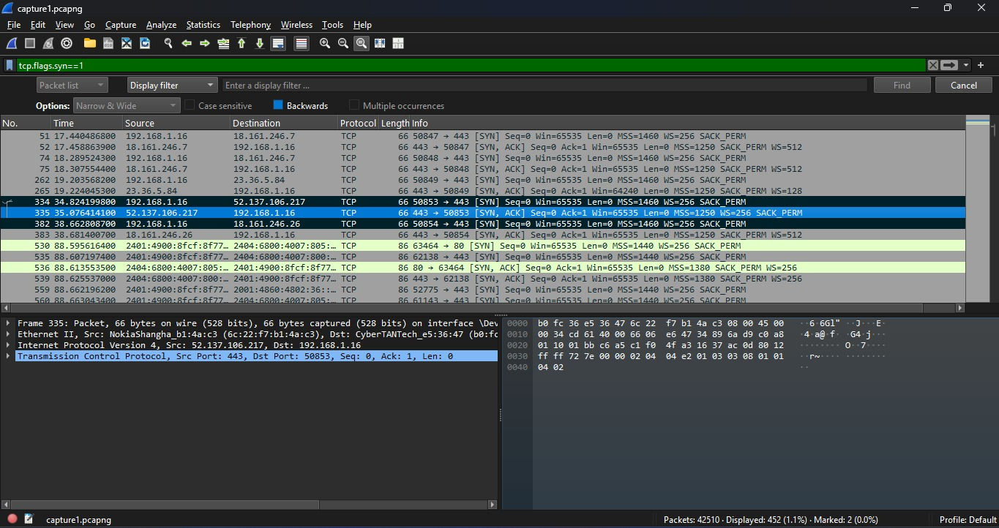 capture1.pcapng
File Edit View Go Capture Analyze Statistics Telephony Wireless Tools Help
tcp.flags.syn==1
Packet list Display filter Enter a display filter ... Find Cancel
Options: Narrow & Wide Case sensitive Backwards Multiple occurrences
No. Time Source Destination Protocol Length Info
51 17.440486800 192.168.1.16 18.161.246.7 TCP 66 50847 → 443 [SYN] Seq=0 Win=65535 Len=0 MSS=1460 WS=256 SACK_PERM
52 17.458863900 18.161.246.7 192.168.1.16 TCP 66 443 → 50847 [SYN, ACK] Seq=0 Ack=1 Win=65535 Len=0 MSS=1250 SACK_PERM WS=512
74 18.289524300 192.168.1.16 18.161.246.7 TCP 66 50848 → 443 [SYN] Seq=0 Win=65535 Len=0 MSS=1460 WS=256 SACK_PERM
75 18.307554400 18.161.246.7 192.168.1.16 TCP 66 443 → 50848 [SYN, ACK] Seq=0 Ack=1 Win=65535 Len=0 MSS=1250 SACK_PERM WS=512
262 19.203568200 192.168.1.16 23.36.5.84 TCP 66 50849 → 443 [SYN] Seq=0 Win=65535 Len=0 MSS=1460 WS=256 SACK_PERM
265 19.224045300 23.36.5.84 192.168.1.16 TCP 66 443 → 50849 [SYN, ACK] Seq=0 Ack=1 Win=64240 Len=0 MSS=1250 SACK_PERM WS=128
334 34.824199800 192.168.1.16 52.137.106.217 TCP 66 50853 → 443 [SYN] Seq=0 Win=65535 Len=0 MSS=1460 WS=256 SACK_PERM
335 35.076414100 52.137.106.217 192.168.1.16 TCP 66 443 → 50853 [SYN, ACK] Seq=0 Ack=1 Win=65535 Len=0 MSS=1250 WS=256 SACK_PERM
382 38.662808700 192.168.1.16 18.161.246.26 TCP 66 50854 → 443 [SYN] Seq=0 Win=65535 Len=0 MSS=1460 WS=256 SACK_PERM
383 38.681400700 18.161.246.26 192.168.1.16 TCP 66 443 → 50854 [SYN, ACK] Seq=0 Ack=1 Win=65535 Len=0 MSS=1250 SACK_PERM WS=512
530 88.595616400 2401:4900:8fcf:8f77… 2404:6800:4007:805:… TCP 86 63464 → 80 [SYN] Seq=0 Win=65535 Len=0 MSS=1440 WS=256 SACK_PERM
535 88.607197400 2401:4900:8fcf:8f77… 2404:6800:4007:800:… TCP 86 62138 → 443 [SYN] Seq=0 Win=65535 Len=0 MSS=1440 WS=256 SACK_PERM
536 88.613553500 2404:6800:4007:805:… 2401:4900:8fcf:8f77… TCP 86 80 → 63464 [SYN, ACK] Seq=0 Ack=1 Win=65535 Len=0 MSS=1380 SACK_PERM WS=256
539 88.625537000 2404:6800:4007:800:… 2401:4900:8fcf:8f77… TCP 86 443 → 62138 [SYN, ACK] Seq=0 Ack=1 Win=65535 Len=0 MSS=1380 SACK_PERM WS=256
559 88.662196200 2401:4900:8fcf:8f77… 2001:4860:4802:36::… TCP 86 52775 → 443 [SYN] Seq=0 Win=65535 Len=0 MSS=1440 WS=256 SACK_PERM
560 88.663043400 2401:4900:8fcf:8f77… 2404:6800:4007:805:… TCP 86 61143 → 443 [SYN] Seq=0 Win=65535 Len=0 MSS=1440 WS=256 SACK_PERM
Frame 335: Packet, 66 bytes on wire (528 bits), 66 bytes captured (528 bits) on interface \Dev
Ethernet II, Src: NokiaShangha_b1:4a:c3 (6c:22:f7:b1:4a:c3), Dst: CyberTANTech_e5:36:47 (b0:fc
Internet Protocol Version 4, Src: 52.137.106.217, Dst: 192.168.1.16
Transmission Control Protocol, Src Port: 443, Dst Port: 50853, Seq: 0, Ack: 1, Len: 0
0000 b0 fc 36 e5 36 47 6c 22 f7 b1 4a c3 08 00 45 00 ··6·6Gl" ··J···E·
0010 00 34 cd 61 40 00 66 06 e6 47 34 89 6a d9 c0 a8 ·4·a@·f· ·G4·j···
0020 01 10 01 bb c6 a5 c1 f0 4f a3 16 37 ac 0d 80 12 ········ O··7····
0030 ff ff 72 7e 00 00 02 04 04 e2 01 03 03 08 01 01 ··r~···· ········
0040 04 02 ··
capture1.pcapng Packets: 42510 · Displayed: 452 (1.1%) · Marked: 2 (0.0%) Profile: Default